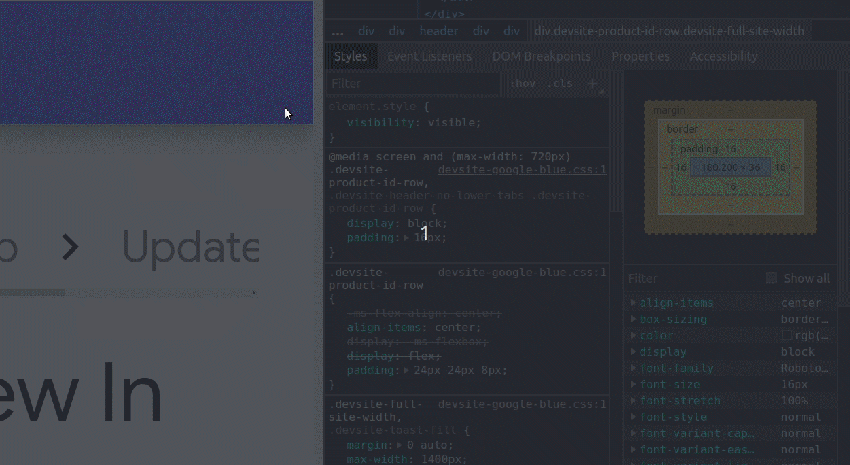 </div>
... div div header div div div.devsite-product-id-row.devsite-full-site-width
Styles Event Listeners DOM Breakpoints Properties Accessibility
Filter :hov .cls +
element.style {
visibility: visible;
}
@media screen and (max-width: 720px)
.devsite-product-id-row, devsite-google-blue.css:1
.devsite-header-no-lower-tabs .devsite-product-id-row {
display: block;
padding: 16px;
}
.devsite-product-id-row devsite-google-blue.css:1
{
-ms-flex-align: center;
align-items: center;
display: -ms-flexbox;
display: flex;
padding: 24px 24px 8px;
}
.devsite-full-site-width, devsite-google-blue.css:1
.devsite-toast-fill {
margin: 0 auto;
max-width: 1480px;
1
margin -
border -
padding 16
16 16
Filter Show all
align-items center
box-sizing border…
color rgb(…
display block
font-family Roboto…
font-size 16px
font-stretch 100%
font-style normal
font-variant-cap… normal
font-variant-eas… normal
o > Update
ew In